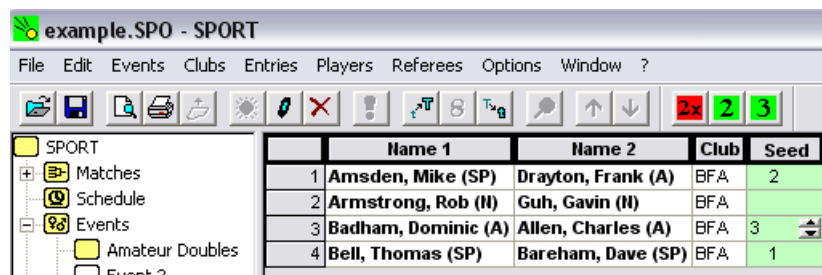 example.SPO - SPORT
File Edit Events Clubs Entries Players Referees Options Window ?
2x 2 3
SPORT
Matches
Schedule
Events
Amateur Doubles
Name 1 Name 2 Club Seed
1 Amsden, Mike (SP) Drayton, Frank (A) BFA 2
2 Armstrong, Rob (N) Guh, Gavin (N) BFA
3 Badham, Dominic (A) Allen, Charles (A) BFA 3
4 Bell, Thomas (SP) Bareham, Dave (SP) BFA 1